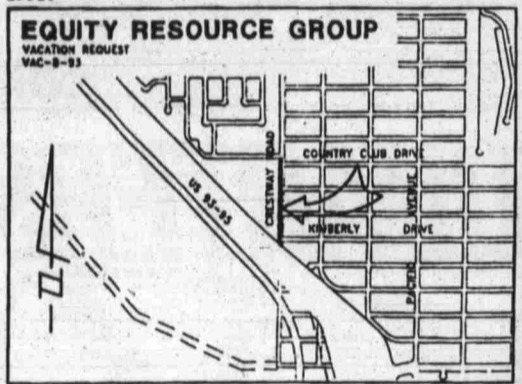 EQUITY RESOURCE GROUP
VACATION REQUEST
VAC-8-93
CRESTWAY ROAD
COUNTRY CLUB DRIVE
US 93-95
AVENUE
KIMBERLY DRIVE
PACIFIC